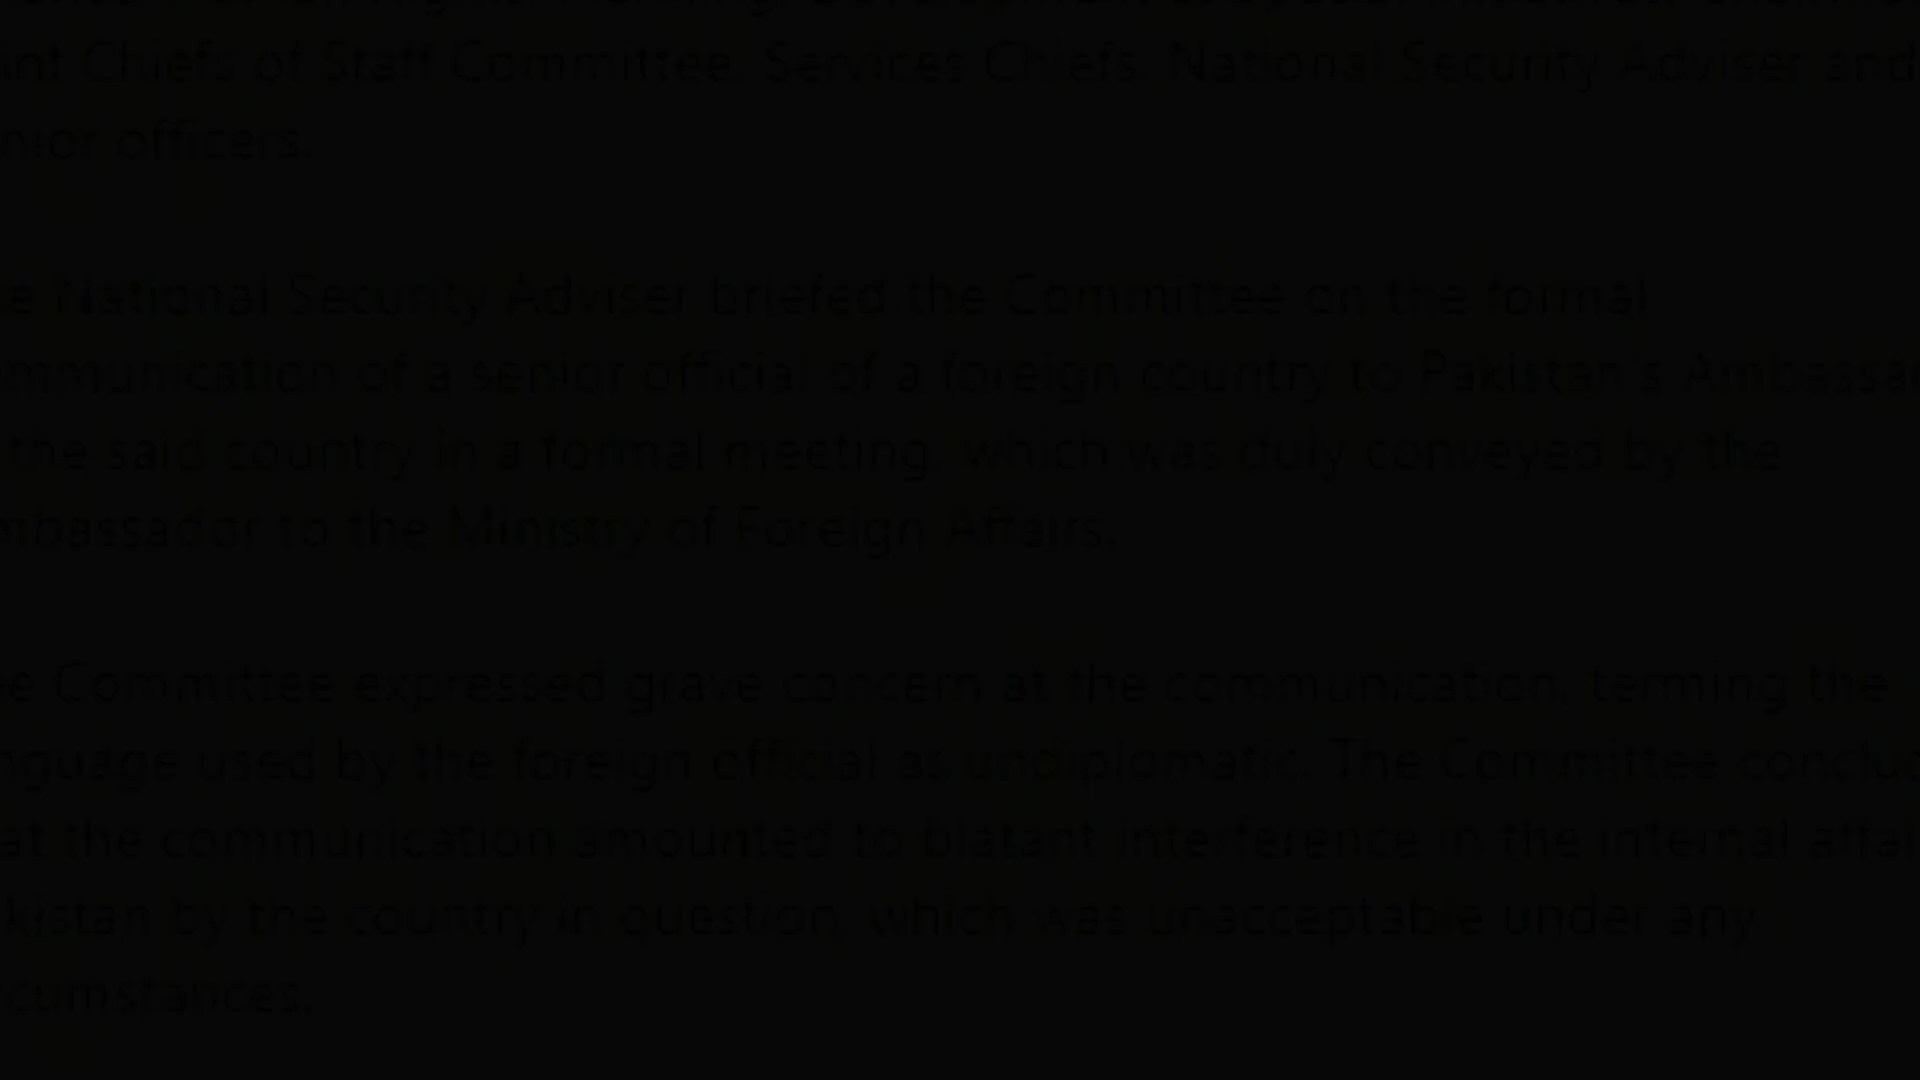 int Chiefs of Staff Committee, Services Chiefs, National Security Adviser and
nior officers.
e National Security Adviser briefed the Committee on the formal
mmunication of a senior official of a foreign country to Pakistan's Ambassa
the said country in a formal meeting, which was duly conveyed by the
mbassador to the Ministry of Foreign Affairs.
e Committee expressed grave concern at the communication, terming the
nguage used by the foreign official as undiplomatic. The Committee conclud
at the communication amounted to blatant interference in the internal affai
kistan by the country in question, which was unacceptable under any
cumstances.